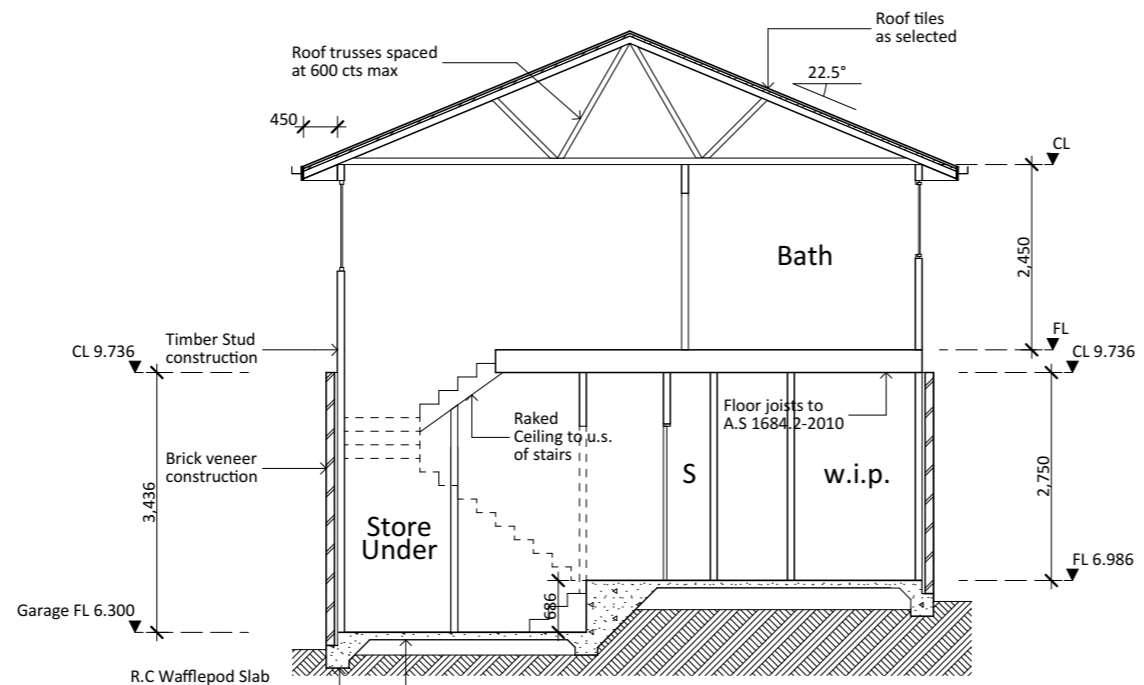 Roof tiles
as selected
Roof trusses spaced
at 600 cts max
22.5°
450
CL
Bath
2,450
Timber Stud
construction
FL
CL 9.736
CL 9.736
Raked
Ceiling to u.s.
of stairs
Floor joists to
A.S 1684.2-2010
Brick veneer
construction
S
w.i.p.
3,436
2,750
Store
Under
FL 6.986
686
Garage FL 6.300
R.C Wafflepod Slab